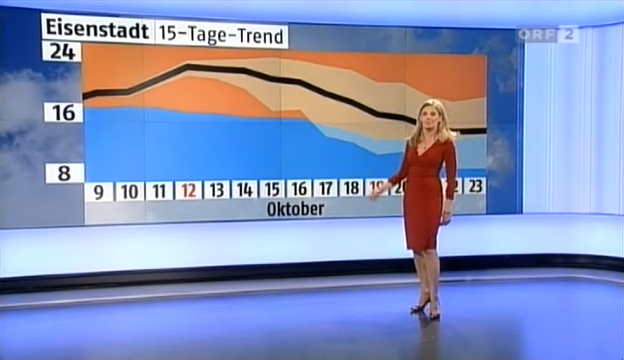 Eisenstadt 15-Tage-Trend
ORF 2
24
16
8
9 10 11 12 13 14 15 16 17 18 19 22 23
Oktober